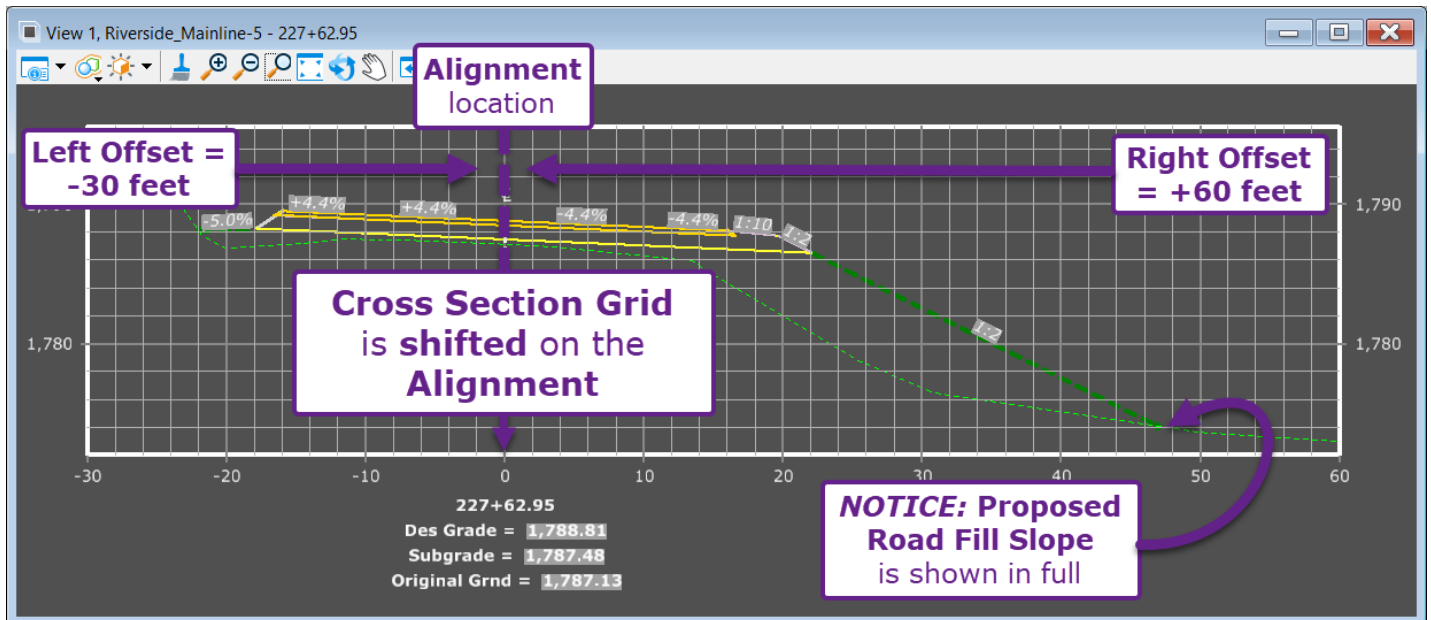 View 1, Riverside_Mainline-5 - 227+62.95
Alignment
location
Left Offset =
-30 feet
Right Offset
= +60 feet
1,790
-5.0%
+4.4%
+4.4%
-4.4%
-4.4%
1:10
1:2
Cross Section Grid
is shifted on the
Alignment
1:2
1,780
1,780
-30
-20
-10
0
10
20
30
40
50
60
227+62.95
Des Grade = 1,788.81
Subgrade = 1,787.48
Original Grnd = 1,787.13
NOTICE: Proposed
Road Fill Slope
is shown in full